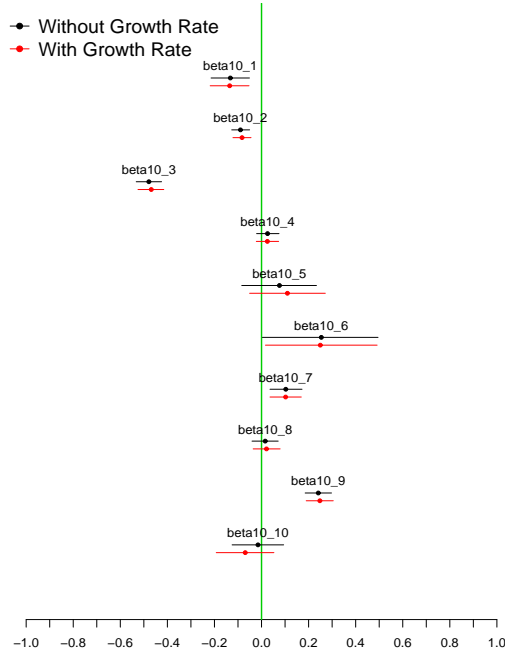 Without Growth Rate
With Growth Rate
beta10_1
beta10_2
beta10_3
beta10_4
beta10_5
beta10_6
beta10_7
beta10_8
beta10_9
beta10_10
−1.0 −0.8 −0.6 −0.4 −0.2 0.0 0.2 0.4 0.6 0.8 1.0